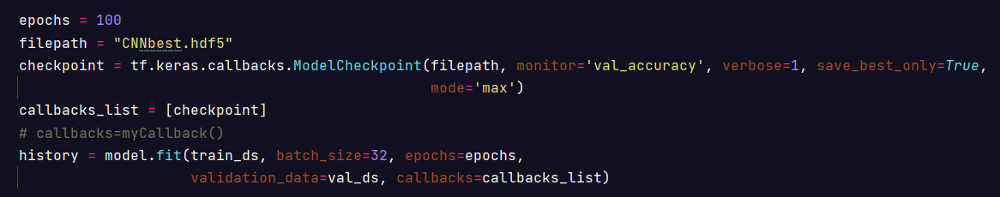 epochs = 100
filepath = "CNNbest.hdf5"
checkpoint = tf.keras.callbacks.ModelCheckpoint(filepath, monitor='val_accuracy', verbose=1, save_best_only=True,
mode='max')
callbacks_list = [checkpoint]
# callbacks=myCallback()
history = model.fit(train_ds, batch_size=32, epochs=epochs,
validation_data=val_ds, callbacks=callbacks_list)